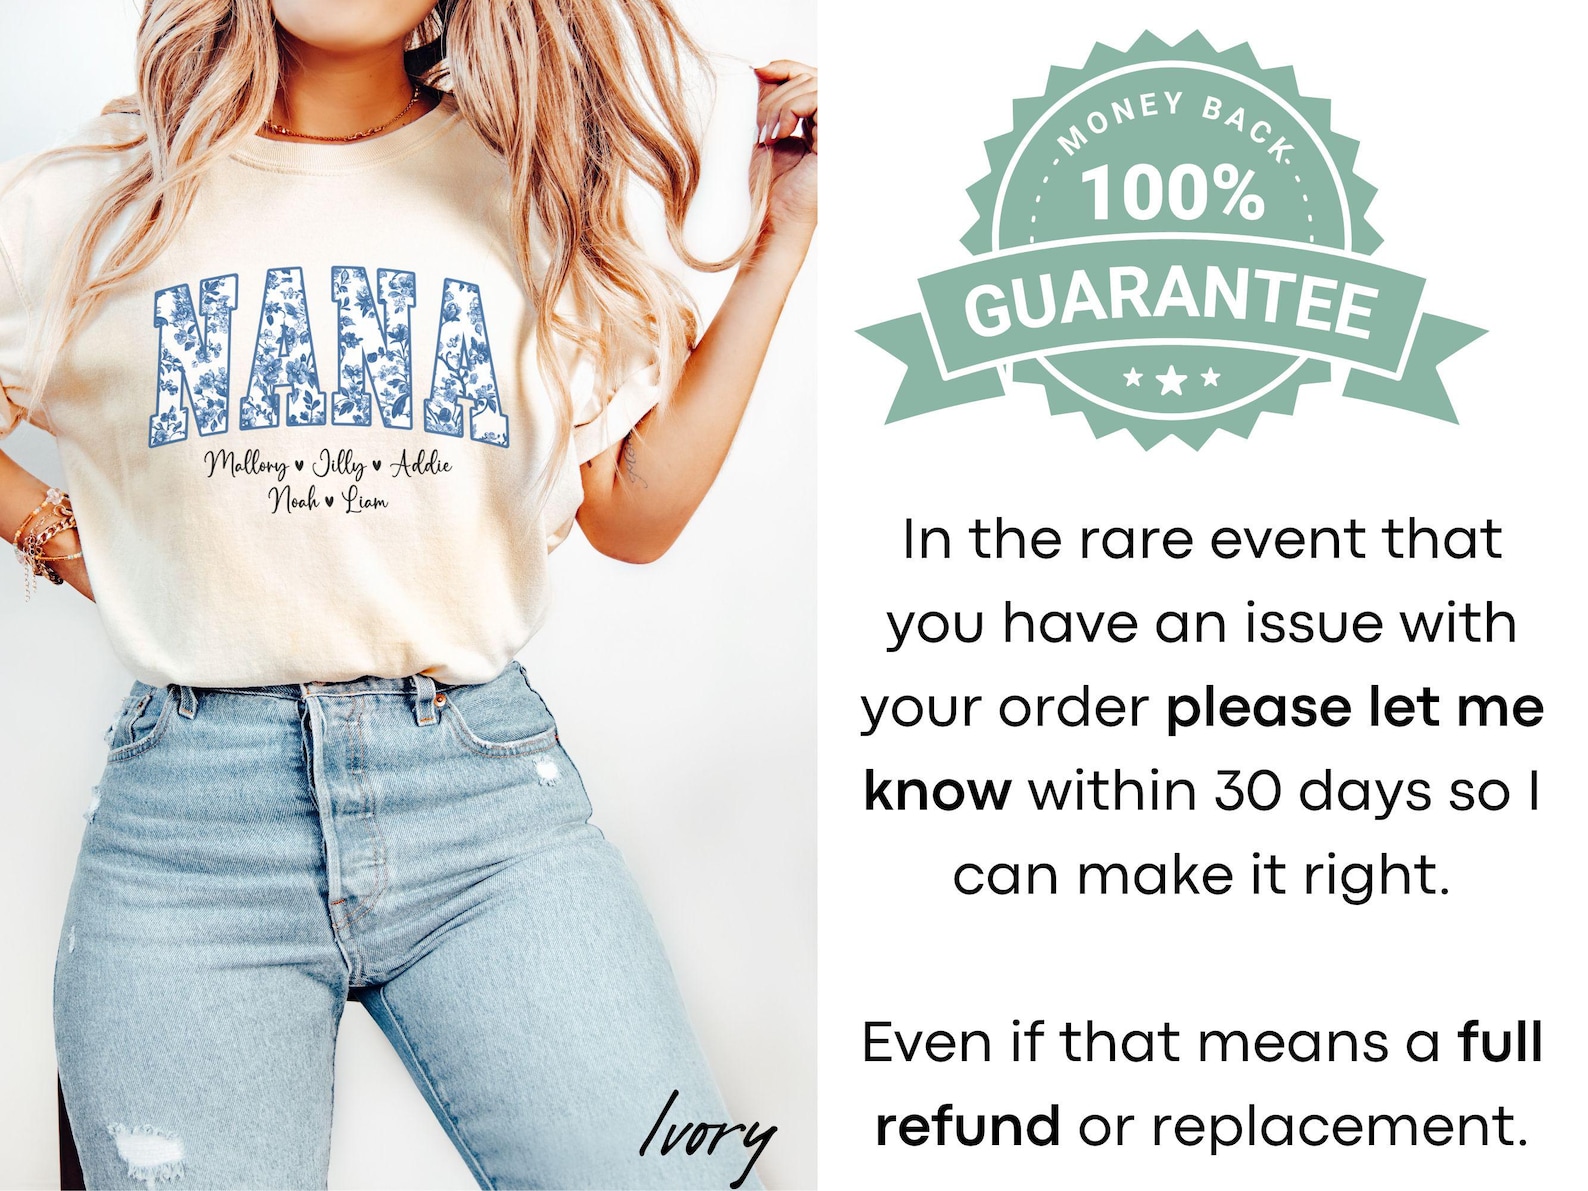 NANA
Mallory ♥ Jilly ♥ Addie
Noah ♥ Liam
Ivory
MONEY BACK
100%
GUARANTEE
In the rare event that
you have an issue with
your order please let me
know within 30 days so I
can make it right.
Even if that means a full
refund or replacement.